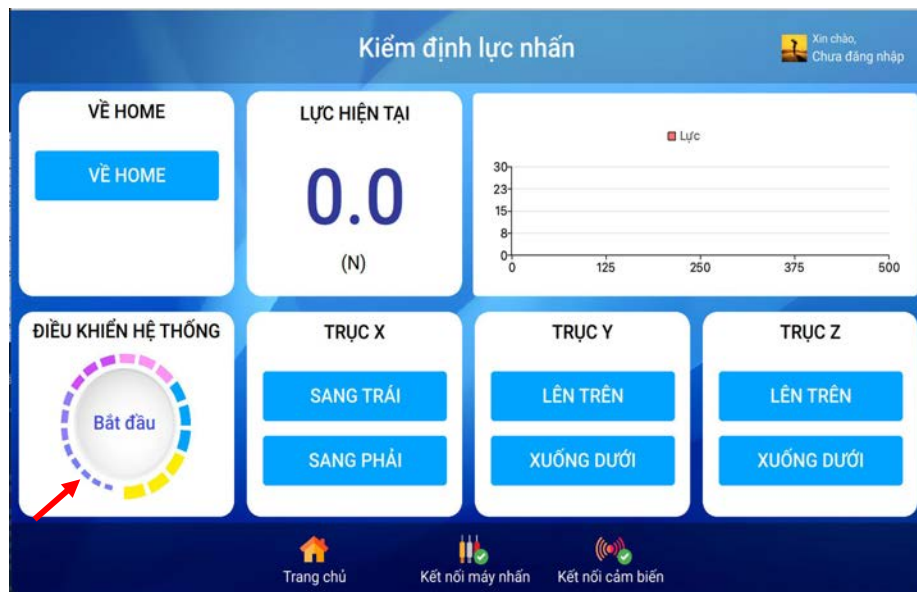 Kiểm định lực nhấn
Xin chào,
Chưa đăng nhập
VỀ HOME
VỀ HOME
LỰC HIỆN TẠI
0.0
(N)
Lực
30
23
15
8
0
0 125 250 375 500
ĐIỀU KHIỂN HỆ THỐNG
Bắt đầu
TRỤC X
SANG TRÁI
SANG PHẢI
TRỤC Y
LÊN TRÊN
XUỐNG DƯỚI
TRỤC Z
LÊN TRÊN
XUỐNG DƯỚI
Trang chủ
Kết nối máy nhấn
Kết nối cảm biến